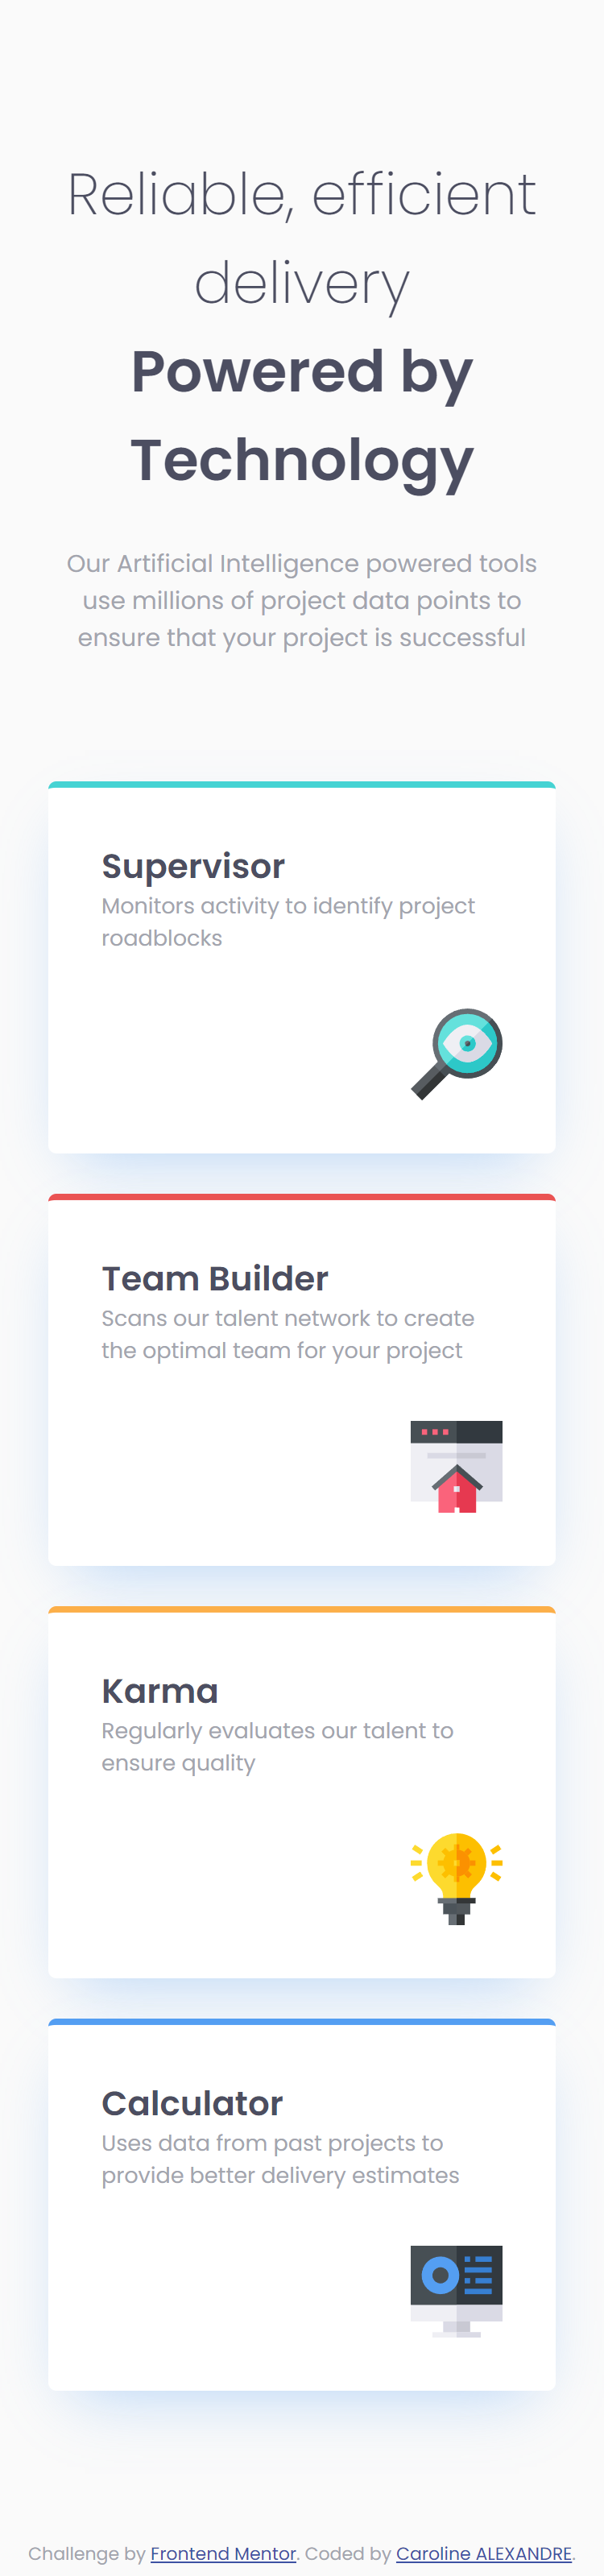 Reliable, efficient
delivery
Powered by
Technology
Our Artificial Intelligence powered tools
use millions of project data points to
ensure that your project is successful
Supervisor
Monitors activity to identify project
roadblocks
Team Builder
Scans our talent network to create
the optimal team for your project
Karma
Regularly evaluates our talent to
ensure quality
Calculator
Uses data from past projects to
provide better delivery estimates
Challenge by Frontend Mentor. Coded by Caroline ALEXANDRE.